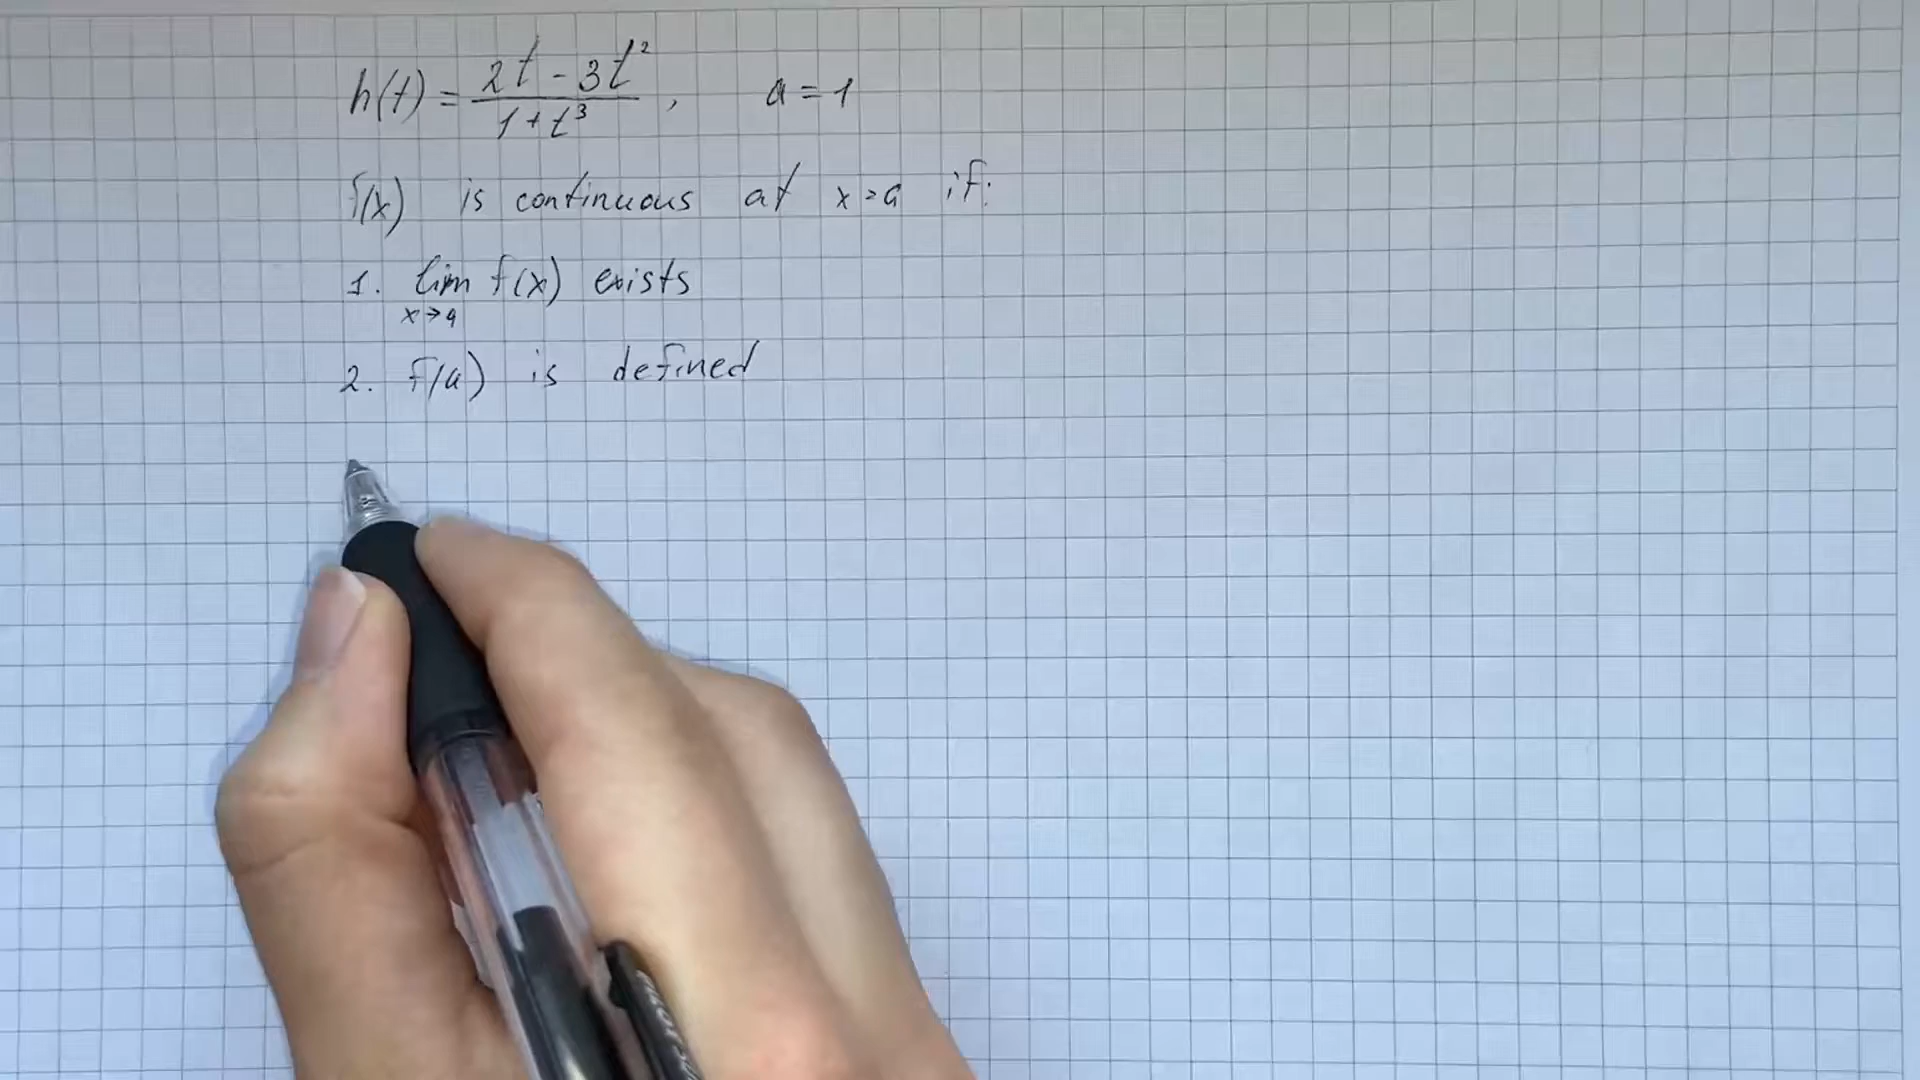 h(t) = (2t - 3t²)/(1 + t³), a = 1
f(x) is continuous at x = a if:
1. lim x→a f(x) exists
2. f(a) is defined